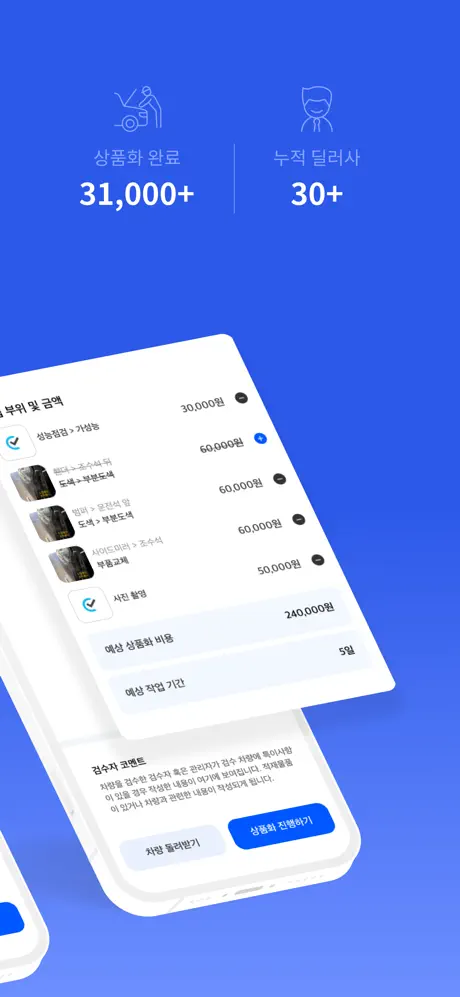 상품화 완료
누적 딜러사
31,000+
30+
부위 및 금액
성능점검 > 가성능
30,000원
휀더 > 조수석 뒤
도색 > 부분도색
60,000원
범퍼 > 운전석 앞
도색 > 부분도색
60,000원
사이드미러 > 조수석
부품교체
60,000원
사진 촬영
50,000원
예상 상품화 비용
240,000원
예상 작업 기간
5일
검수자 코멘트
차량을 검수한 검수자 혹은 관리자가 검수 차량에 특이사항
이 있을 경우 작성한 내용이 여기에 보여집니다. 적재물품
이 있거나 차량과 관련한 내용이 작성되게 됩니다.
차량 돌려받기
상품화 진행하기